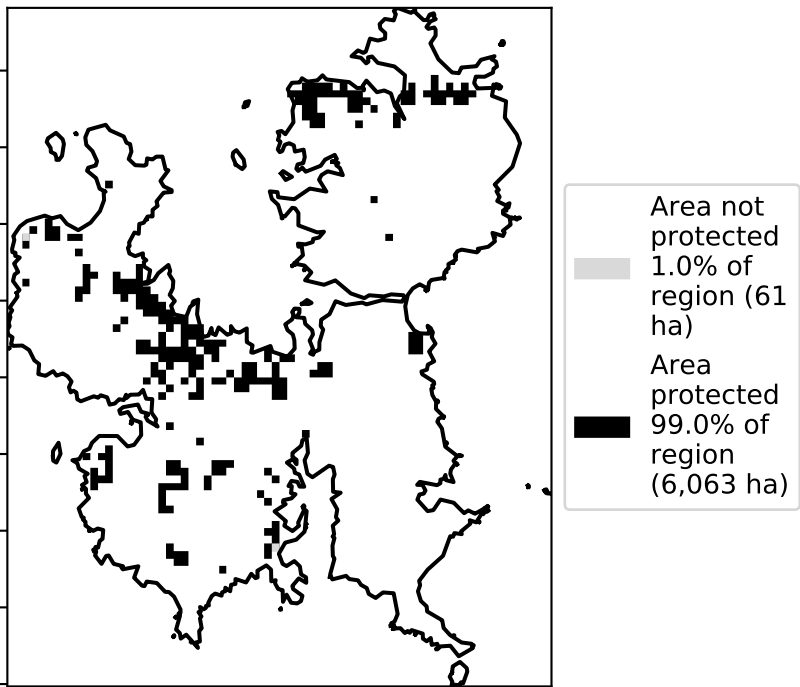 Area not
protected
1.0% of
region (61
ha)
Area
protected
99.0% of
region
(6,063 ha)